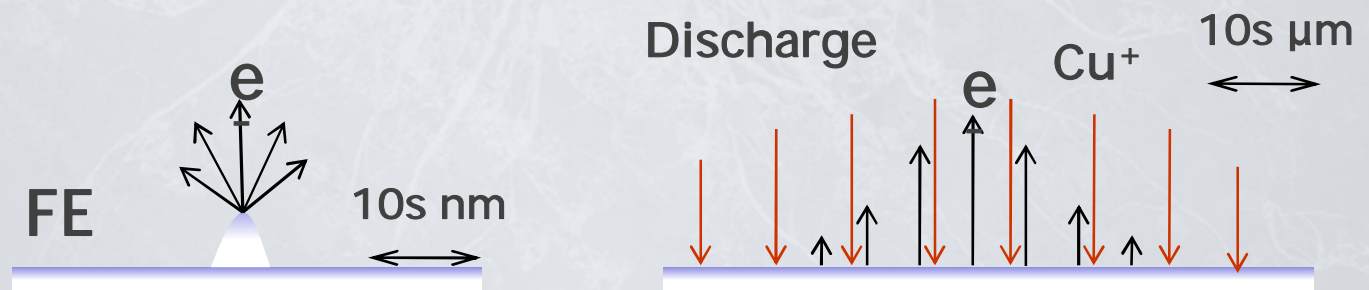 e-
FE
10s nm
Discharge
e-
Cu⁺
10s μm